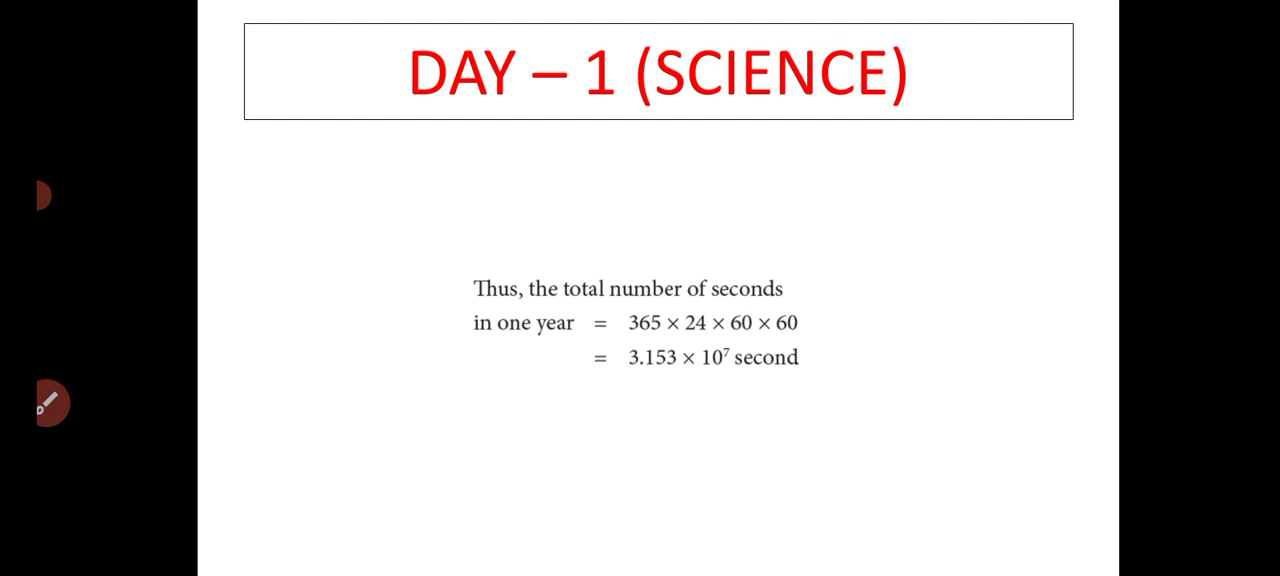 DAY – 1 (SCIENCE)
Thus, the total number of seconds
in one year = 365 × 24 × 60 × 60
= 3.153 × 10⁷ second